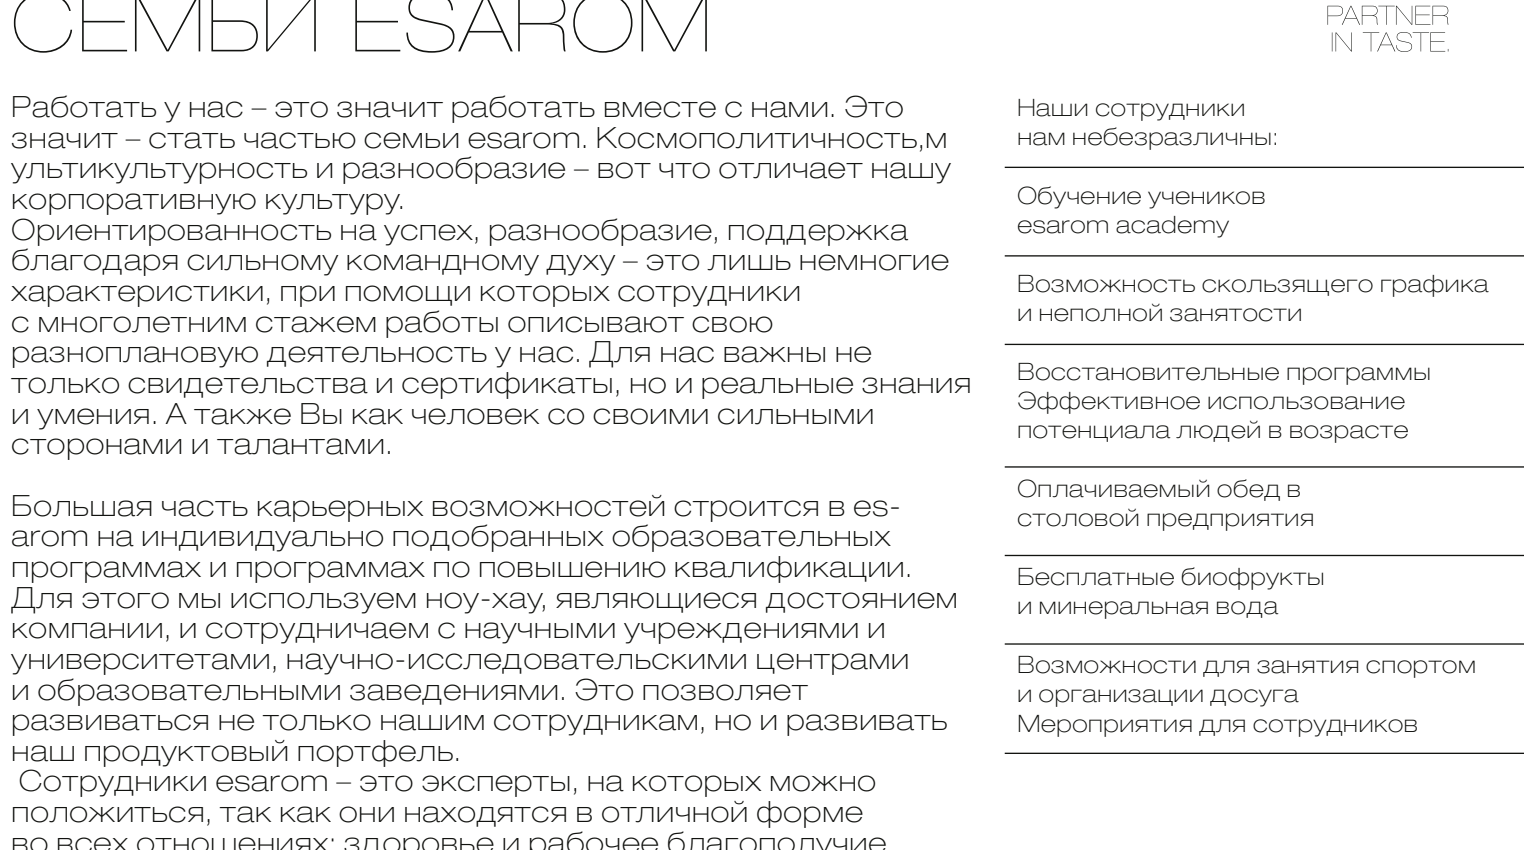 СЕМЬИ ESAROM
PARTNER
IN TASTE.
Работать у нас – это значит работать вместе с нами. Это
значит – стать частью семьи esarom. Космополитичность,м
ультикультурность и разнообразие – вот что отличает нашу
корпоративную культуру.
Ориентированность на успех, разнообразие, поддержка
благодаря сильному командному духу – это лишь немногие
характеристики, при помощи которых сотрудники
с многолетним стажем работы описывают свою
разноплановую деятельность у нас. Для нас важны не
только свидетельства и сертификаты, но и реальные знания
и умения. А также Вы как человек со своими сильными
сторонами и талантами.
Большая часть карьерных возможностей строится в es-
arom на индивидуально подобранных образовательных
программах и программах по повышению квалификации.
Для этого мы используем ноу-хау, являющиеся достоянием
компании, и сотрудничаем с научными учреждениями и
университетами, научно-исследовательскими центрами
и образовательными заведениями. Это позволяет
развиваться не только нашим сотрудникам, но и развивать
наш продуктовый портфель.
Сотрудники esarom – это эксперты, на которых можно
положиться, так как они находятся в отличной форме
во всех отношениях: здоровье и рабочее благополучие
Наши сотрудники
нам небезразличны:
Обучение учеников
esarom academy
Возможность скользящего графика
и неполной занятости
Восстановительные программы
Эффективное использование
потенциала людей в возрасте
Оплачиваемый обед в
столовой предприятия
Бесплатные биофрукты
и минеральная вода
Возможности для занятия спортом
и организации досуга
Мероприятия для сотрудников